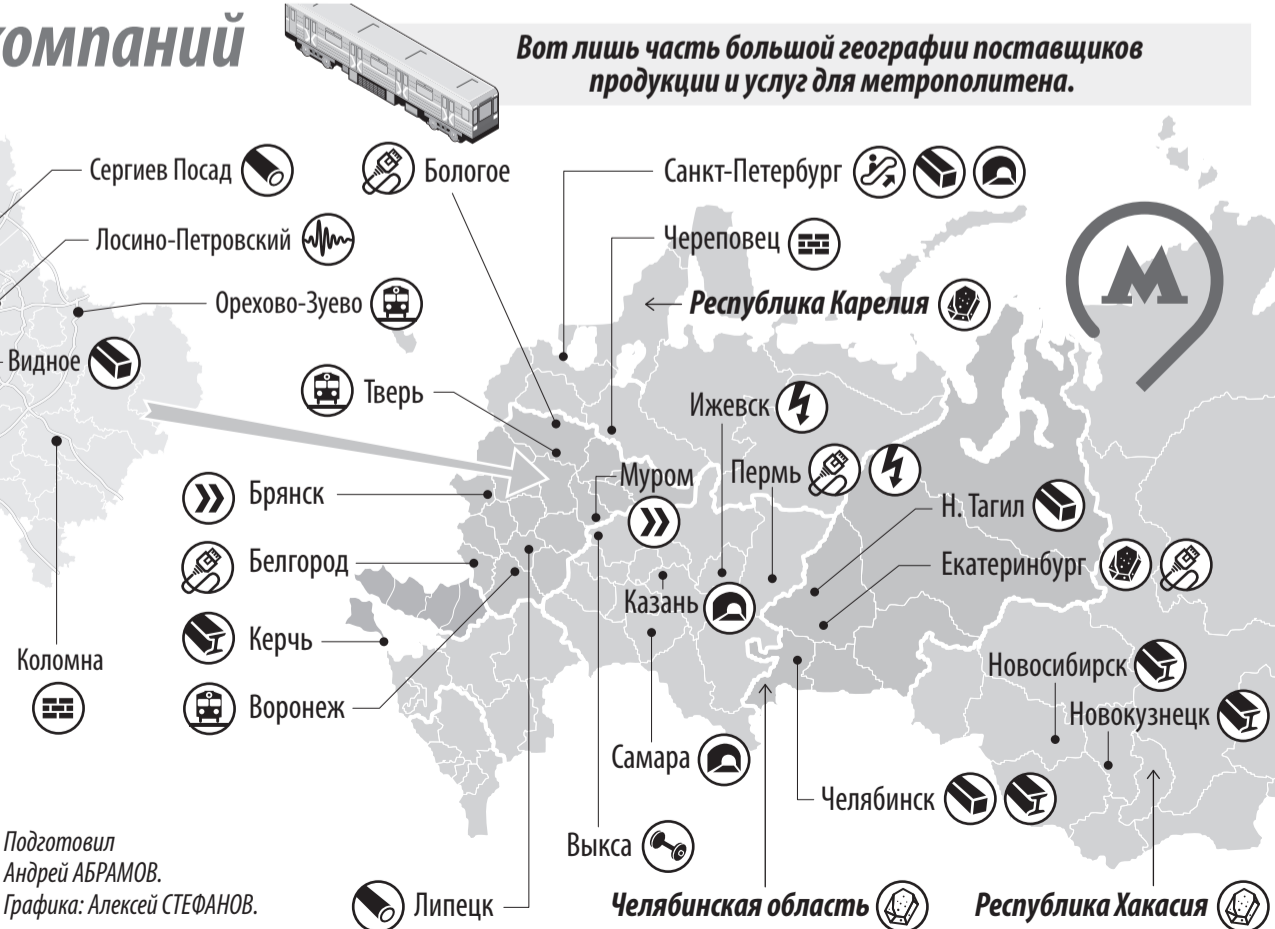 компаний
Вот лишь часть большой географии поставщиков
продукции и услуг для метрополитена.
Сергиев Посад
Бологое
Санкт-Петербург
Лосино-Петровский
Череповец
Орехово-Зуево
Республика Карелия
Видное
Тверь
Ижевск
М
Муром
Пермь
Брянск
Н. Тагил
Белгород
Екатеринбург
Казань
Керчь
Коломна
Новосибирск
Воронеж
Новокузнецк
Самара
Челябинск
Выкса
Подготовил
Андрей АБРАМОВ.
Графика: Алексей СТЕФАНОВ.
Липецк
Челябинская область
Республика Хакасия